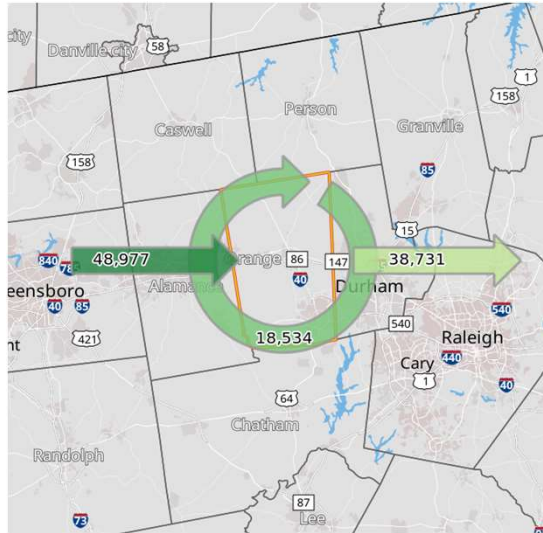 city
Danville city
58
1
158
Person
Caswell
Granville
158
85
15
48,977
range
86
147
38,731
840
78
40
Alamance
Durham
eensboro
40
85
540
540
18,534
Raleigh
nt
421
440
Cary
1
40
64
Chatham
Randolph
87
Lee
73